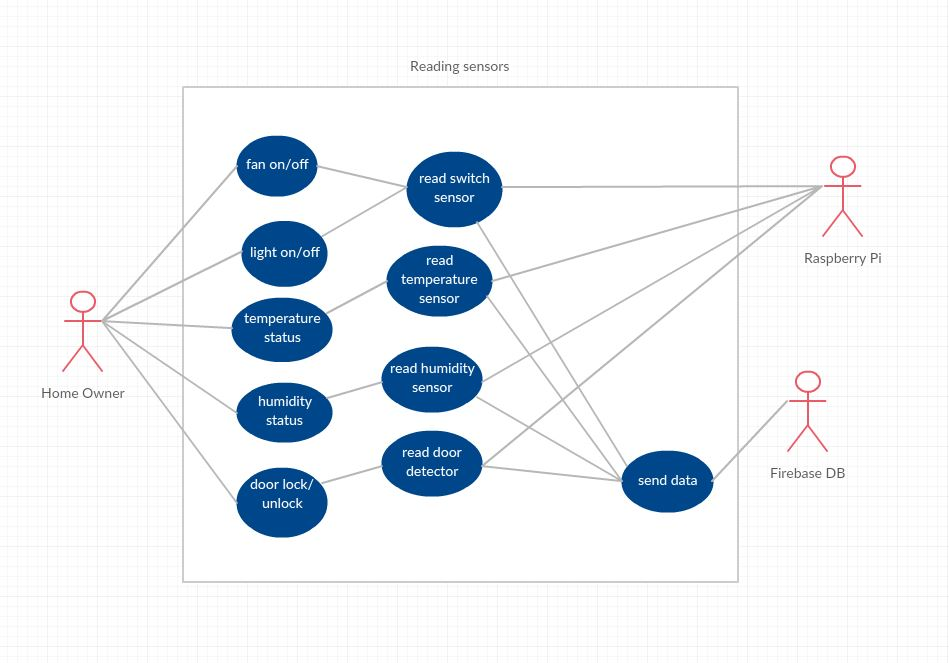 Reading sensors
fan on/off
read switch
sensor
light on/off
read
temperature
sensor
temperature
status
read humidity
sensor
humidity
status
read door
detector
door lock/
unlock
send data
Home Owner
Raspberry Pi
Firebase DB